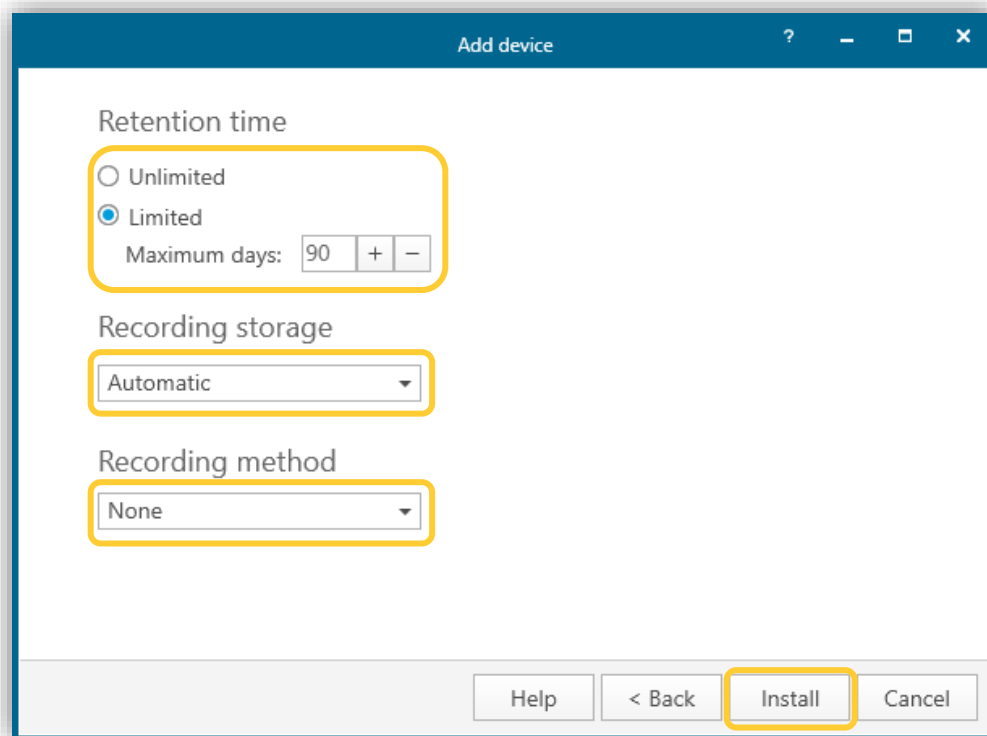 Add device ?
Retention time
Unlimited
Limited
Maximum days: 90 + −
Recording storage
Automatic
Recording method
None
Help < Back Install Cancel